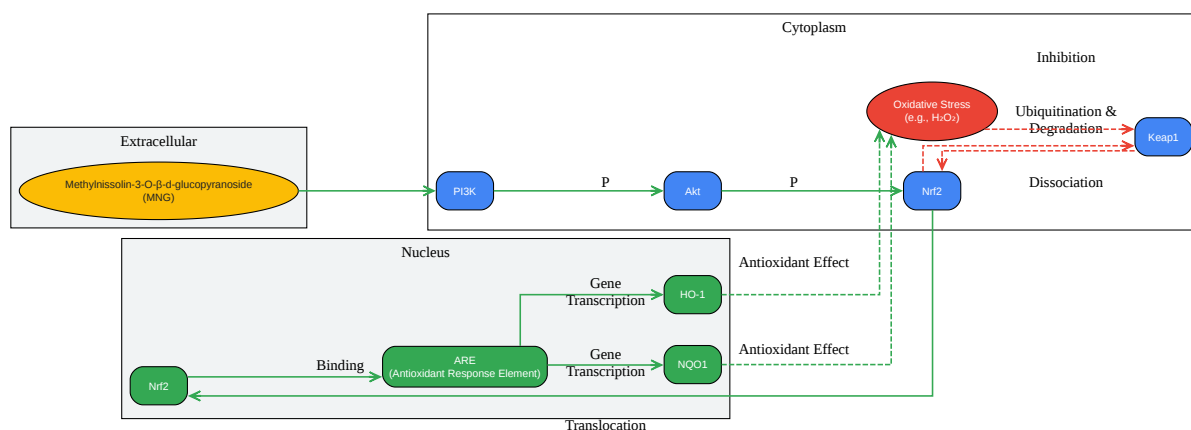 Cytoplasm
Inhibition
Oxidative Stress
(e.g., H₂O₂)
Ubiquitination &
Degradation
Keap1
Extracellular
Methylnissolin-3-O-β-d-glucopyranoside
(MNG)
PI3K
P
Akt
P
Nrf2
Dissociation
Nucleus
Antioxidant Effect
Gene
Transcription
HO-1
Antioxidant Effect
Gene
Transcription
NQO1
ARE
(Antioxidant Response Element)
Binding
Nrf2
Translocation